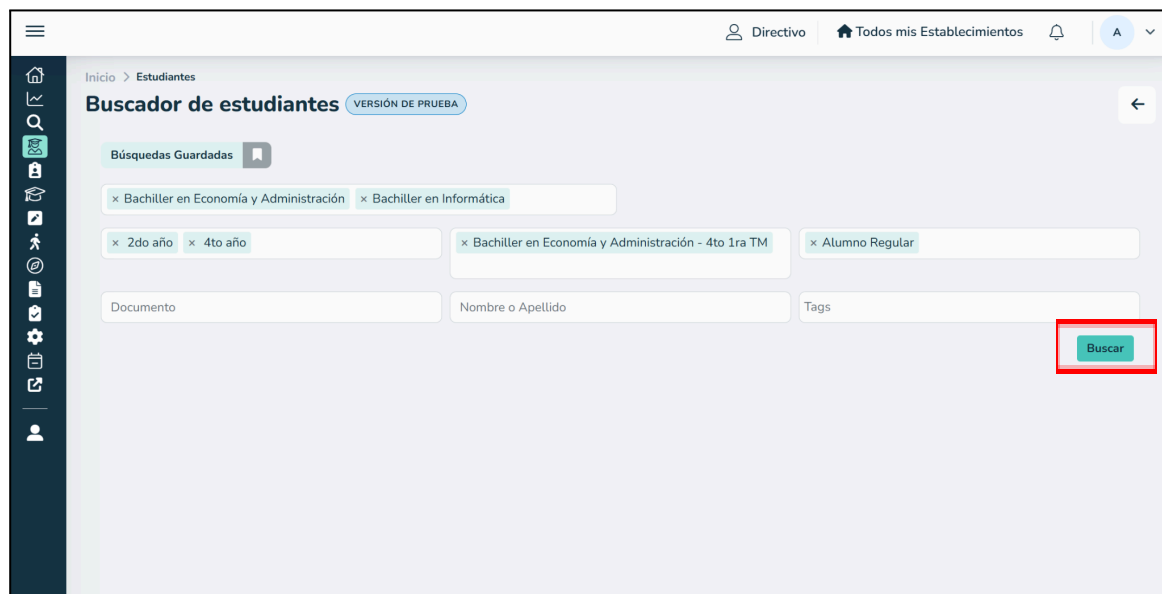 Directivo Todos mis Establecimientos A
Inicio > Estudiantes
Buscador de estudiantes VERSIÓN DE PRUEBA
Búsquedas Guardadas
× Bachiller en Economía y Administración × Bachiller en Informática
× 2do año × 4to año × Bachiller en Economía y Administración - 4to 1ra TM × Alumno Regular
Documento Nombre o Apellido Tags
Buscar